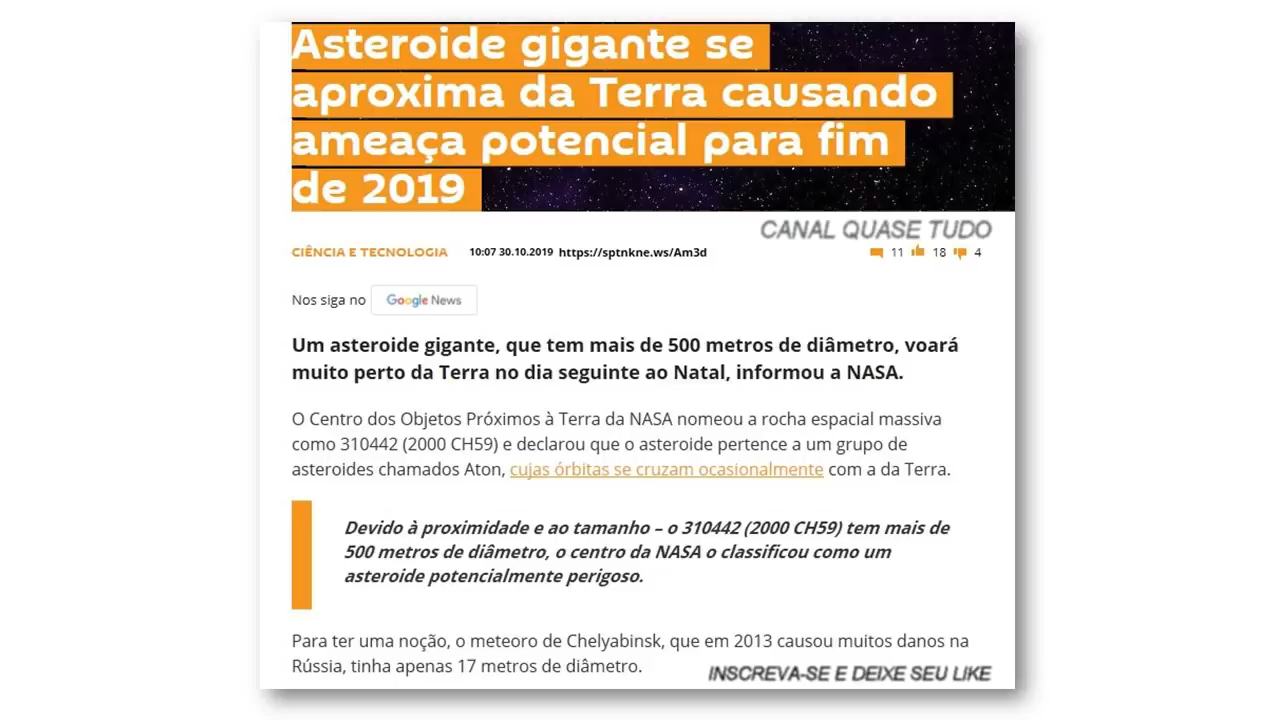 Asteroide gigante se
aproxima da Terra causando
ameaça potencial para fim
de 2019
CANAL QUASE TUDO
CIÊNCIA E TECNOLOGIA 10:07 30.10.2019 https://sptnkne.ws/Am3d 11 18 4
Nos siga no Google News
Um asteroide gigante, que tem mais de 500 metros de diâmetro, voará
muito perto da Terra no dia seguinte ao Natal, informou a NASA.
O Centro dos Objetos Próximos à Terra da NASA nomeou a rocha espacial massiva
como 310442 (2000 CH59) e declarou que o asteroide pertence a um grupo de
asteroides chamados Aton, cujas órbitas se cruzam ocasionalmente com a da Terra.
Devido à proximidade e ao tamanho – o 310442 (2000 CH59) tem mais de
500 metros de diâmetro, o centro da NASA o classificou como um
asteroide potencialmente perigoso.
Para ter uma noção, o meteoro de Chelyabinsk, que em 2013 causou muitos danos na
Rússia, tinha apenas 17 metros de diâmetro.
INSCREVA-SE E DEIXE SEU LIKE